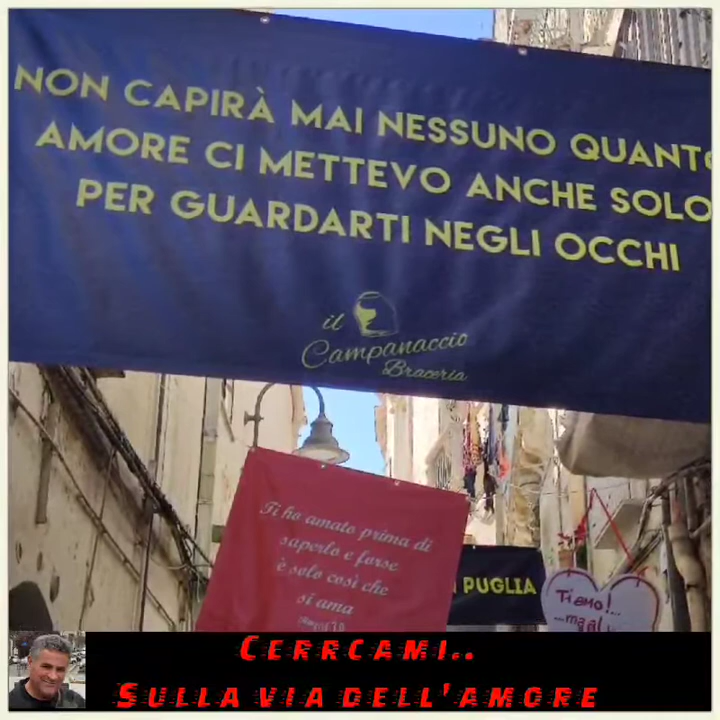 NON CAPIRÀ MAI NESSUNO QUANTO
AMORE CI METTEVO ANCHE SOLO
PER GUARDARTI NEGLI OCCHI
il
Campanaccio
Braceria
Ti ho amato prima di
saperlo e forse
è solo così che
si ama
PUGLIA
Ti amo!..
CERRCAMI..
SULLA VIA DELL'AMORE